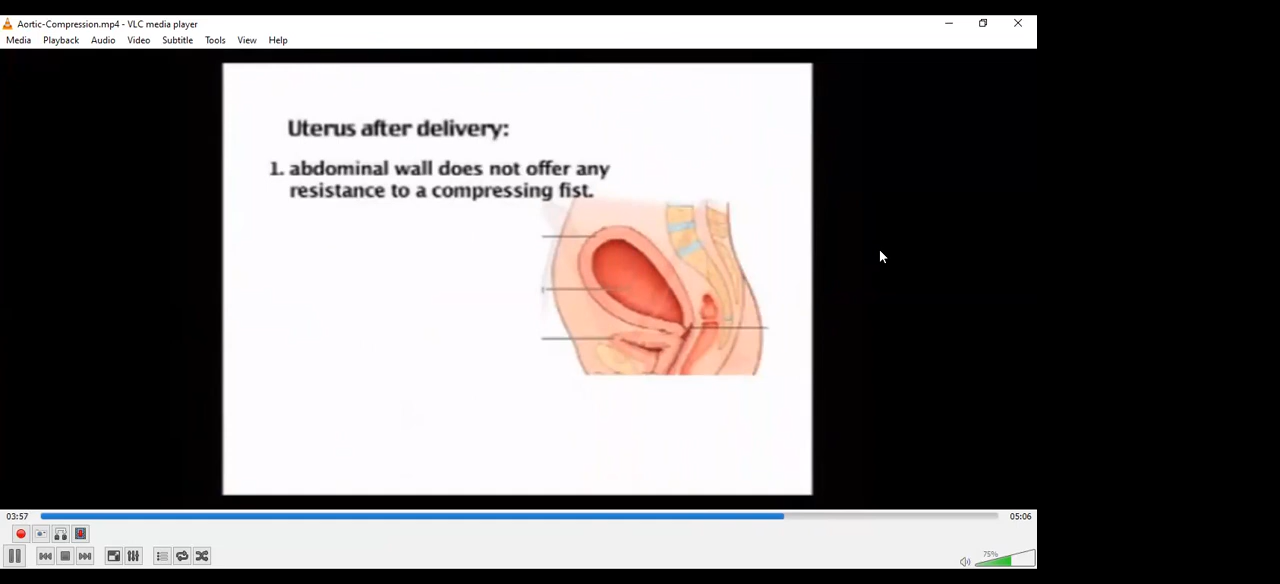 Aortic-Compression.mp4 - VLC media player
Media Playback Audio Video Subtitle Tools View Help
Uterus after delivery:
1. abdominal wall does not offer any
resistance to a compressing fist.
03:57 05:06
75%